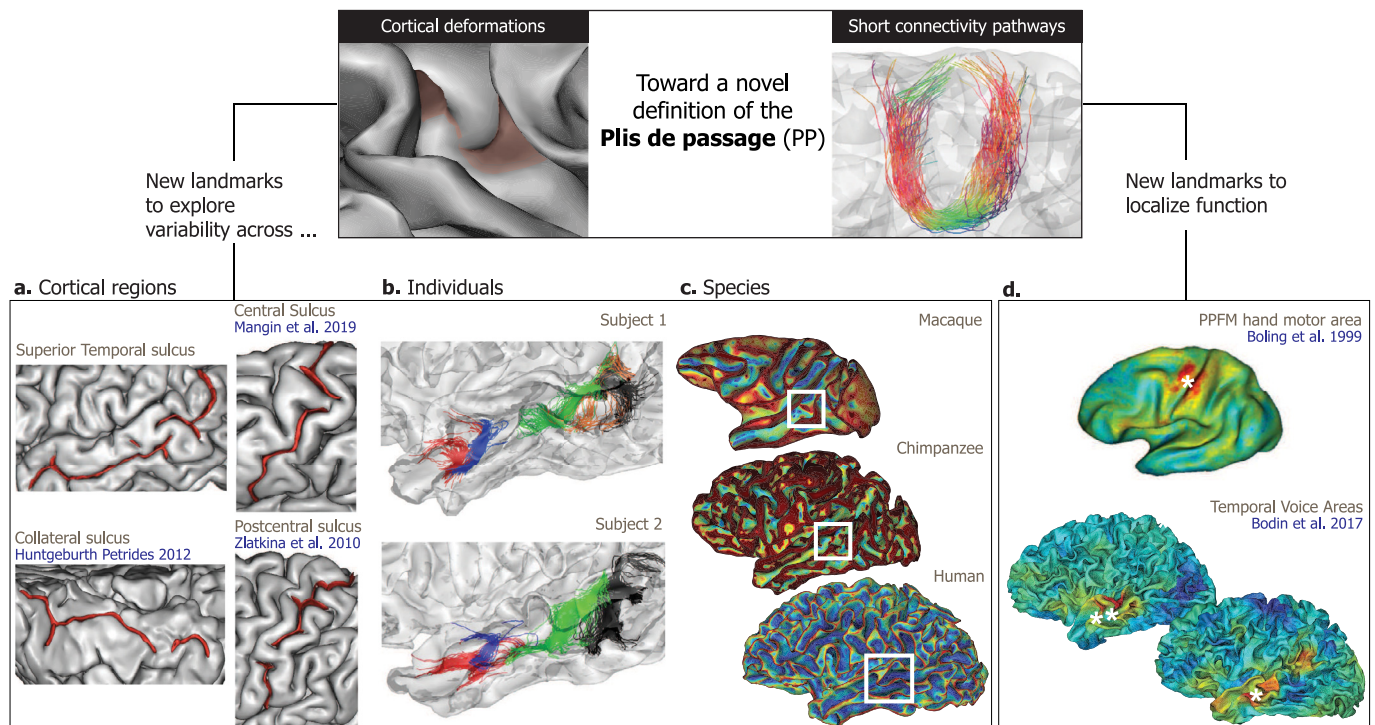 Cortical deformations
Short connectivity pathways
Toward a novel
definition of the
Plis de passage (PP)
New landmarks
to explore
variability across ...
New landmarks to
localize function
a. Cortical regions
Superior Temporal sulcus
Central Sulcus
Mangin et al. 2019
Collateral sulcus
Huntgeburth Petrides 2012
Postcentral sulcus
Zlatkina et al. 2010
b. Individuals
Subject 1
Subject 2
c. Species
Macaque
Chimpanzee
Human
d.
PPFM hand motor area
Boling et al. 1999
*
Temporal Voice Areas
Bodin et al. 2017
**
*